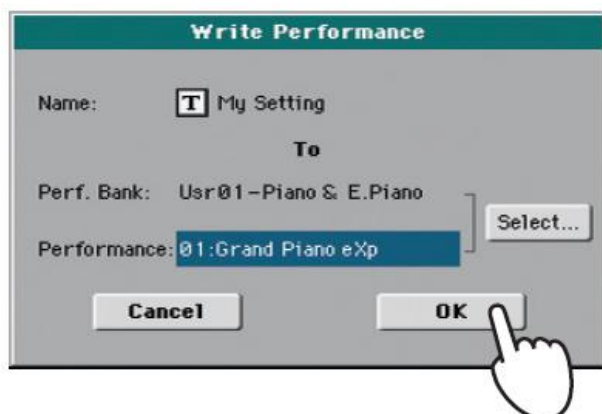 Write Performance
Name: T My Setting
To
Perf. Bank: Usr01-Piano & E.Piano
Select...
Performance: 01:Grand Piano eXp
Cancel OK